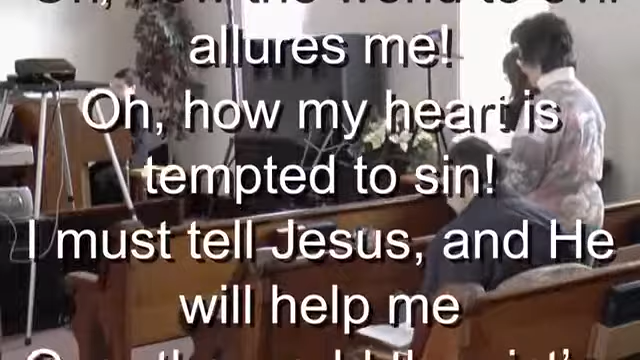 allures me!
Oh, how my heart is
tempted to sin!
I must tell Jesus, and He
will help me